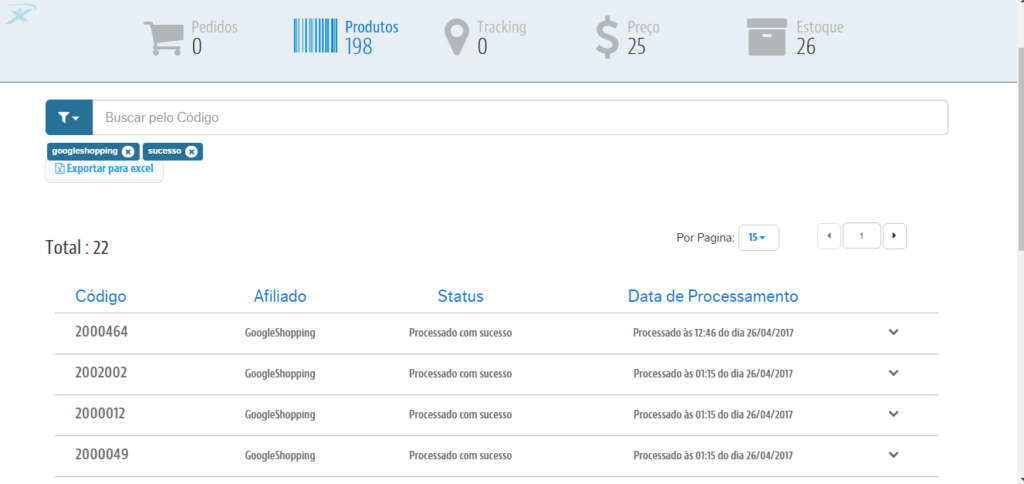 Pedidos
0
Produtos
198
Tracking
0
Preço
25
Estoque
26
Buscar pelo Código
googleshopping sucesso
Exportar para excel
Total : 22
Por Pagina: 15 1
Código Afiliado Status Data de Processamento
2000464 GoogleShopping Processado com sucesso Processado às 12:46 do dia 26/04/2017
2002002 GoogleShopping Processado com sucesso Processado às 01:15 do dia 26/04/2017
2000012 GoogleShopping Processado com sucesso Processado às 01:15 do dia 26/04/2017
2000049 GoogleShopping Processado com sucesso Processado às 01:15 do dia 26/04/2017